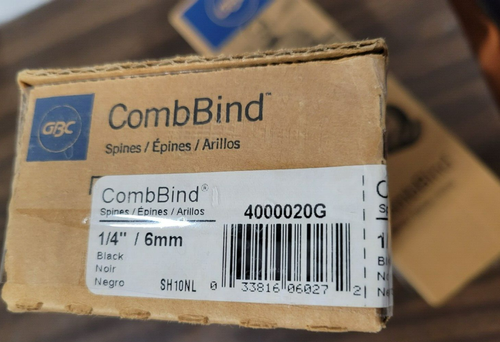 GBC
CombBind™
Spines / Épines / Arillos
CombBind®
Spines / Épines / Arillos
4000020G
1/4" / 6mm
Black
Noir
Negro
SH10NL
0 33816 06027 2
CombBind